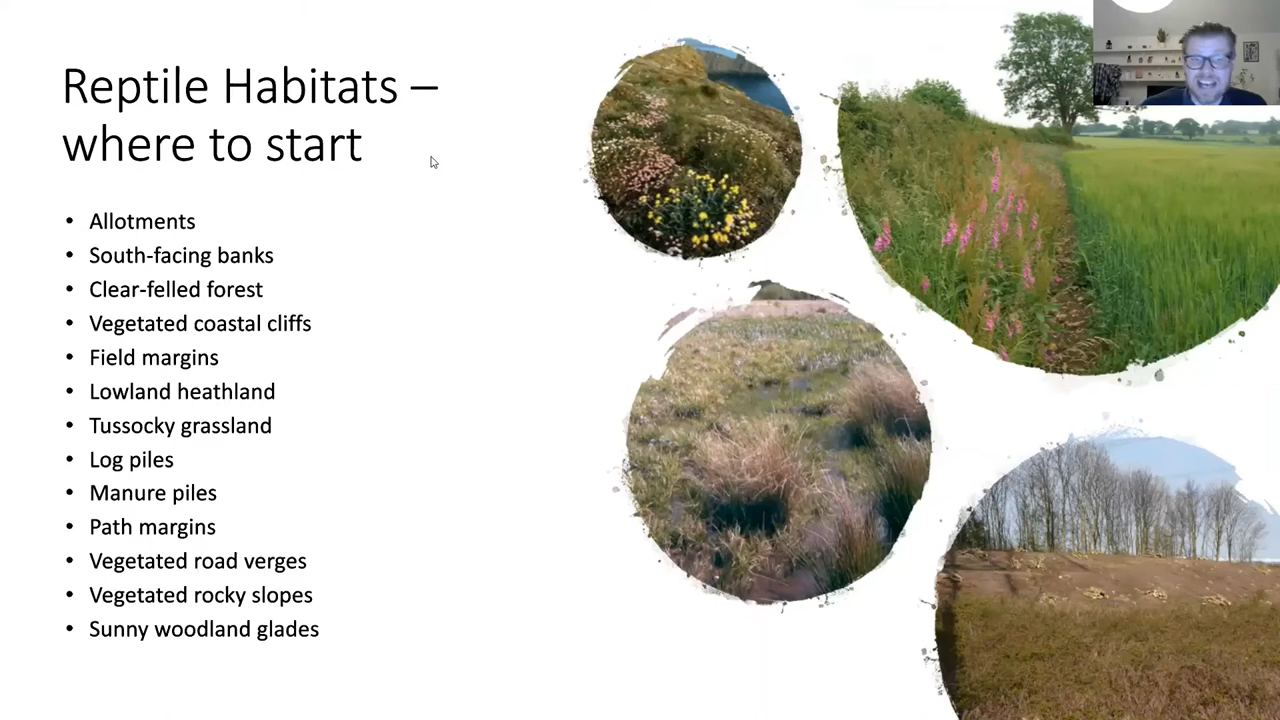 Reptile Habitats –
where to start
• Allotments
• South-facing banks
• Clear-felled forest
• Vegetated coastal cliffs
• Field margins
• Lowland heathland
• Tussocky grassland
• Log piles
• Manure piles
• Path margins
• Vegetated road verges
• Vegetated rocky slopes
• Sunny woodland glades